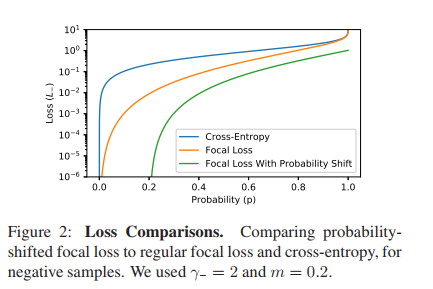 10¹
10⁰
10⁻¹
10⁻²
10⁻³
10⁻⁴
10⁻⁵
10⁻⁶
Loss (L₋)
Cross-Entropy
Focal Loss
Focal Loss With Probability Shift
0.0 0.2 0.4 0.6 0.8 1.0
Probability (p)
Figure 2: Loss Comparisons. Comparing probability-
shifted focal loss to regular focal loss and cross-entropy, for
negative samples. We used γ₋ = 2 and m = 0.2.